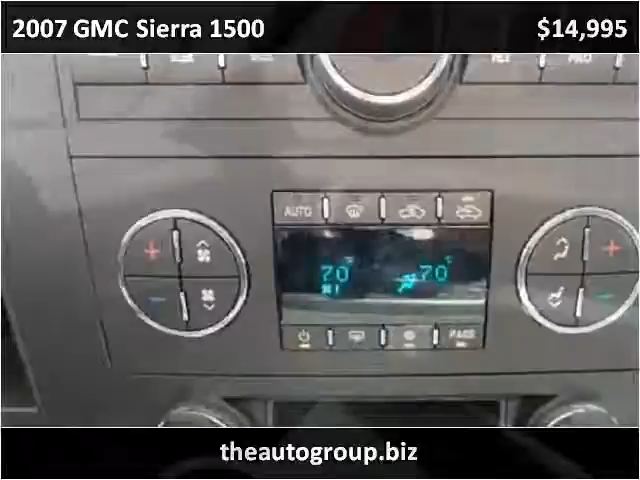 2007 GMC Sierra 1500 $14,995
AUTO
70° 70°
PASS
theautogroup.biz